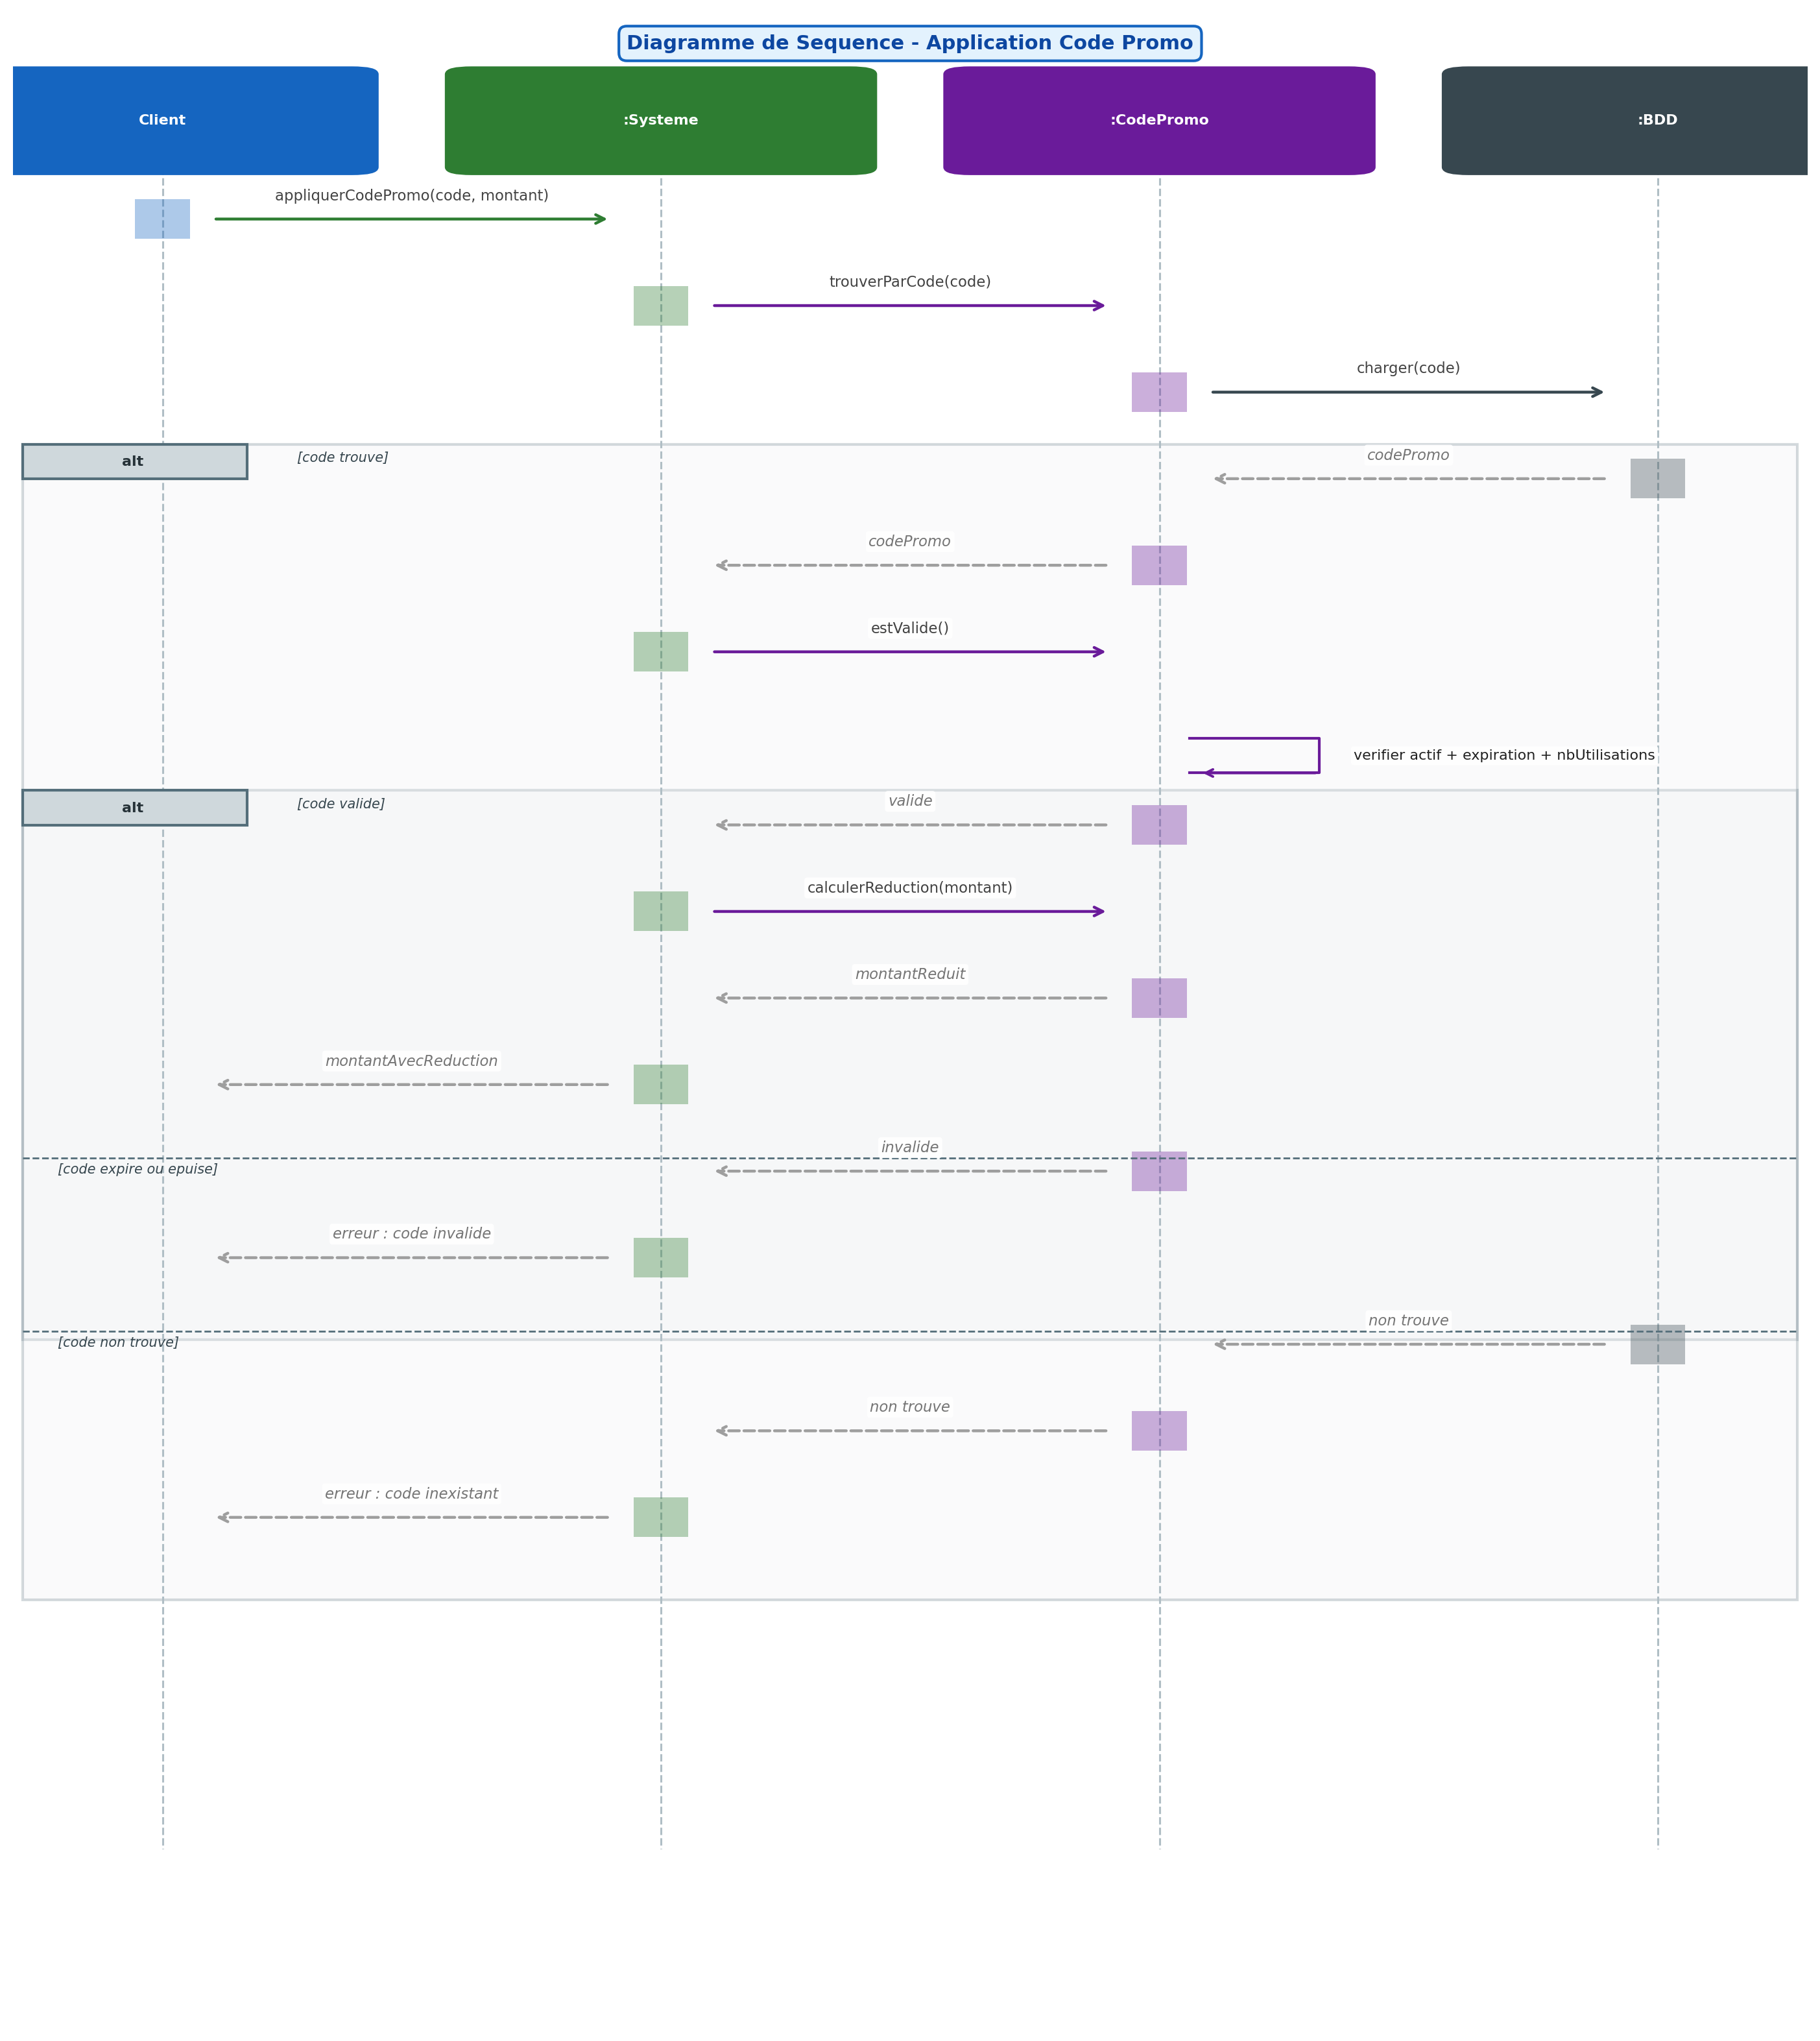 Diagramme de Sequence - Application Code Promo
Client
:Systeme
:CodePromo
:BDD
appliquerCodePromo(code, montant)
trouverParCode(code)
charger(code)
alt
[code trouve]
codePromo
codePromo
estValide()
verifier actif + expiration + nbUtilisations
alt
[code valide]
valide
calculerReduction(montant)
montantReduit
montantAvecReduction
invalide
[code expire ou epuise]
erreur : code invalide
non trouve
[code non trouve]
non trouve
erreur : code inexistant